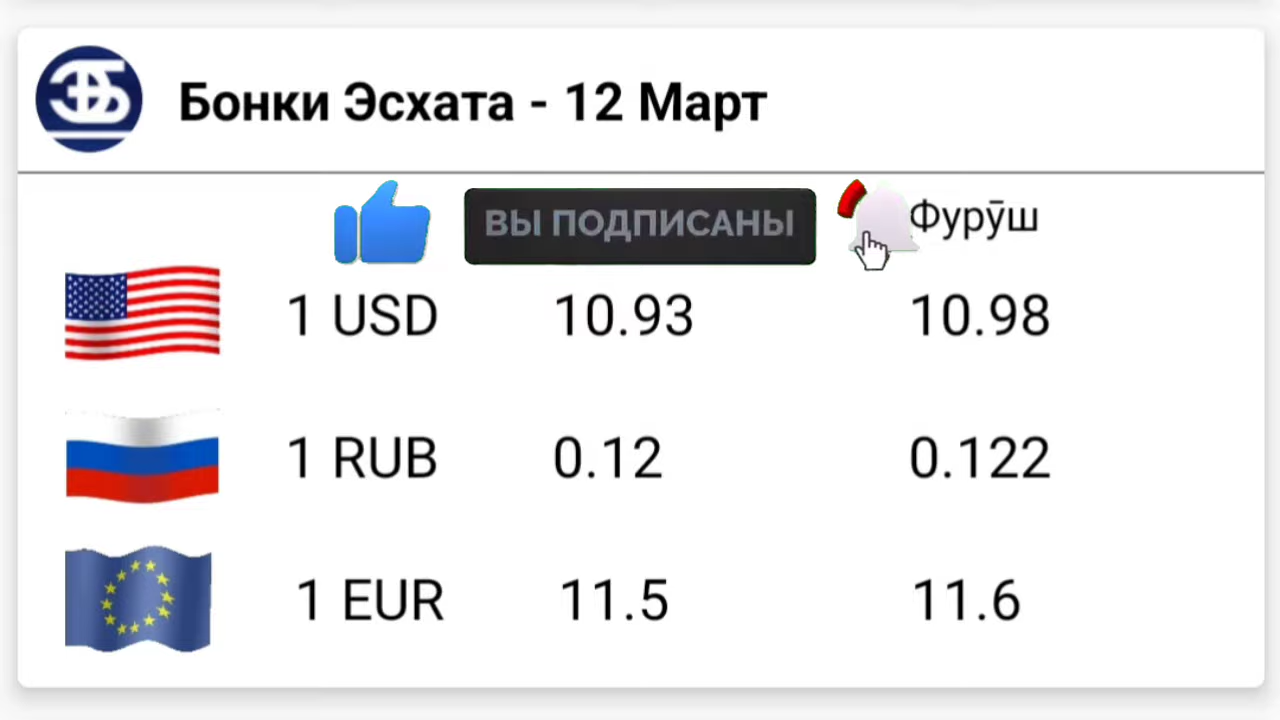 Бонки Эсхата - 12 Март
ВЫ ПОДПИСАНЫ Фурӯш
1 USD 10.93 10.98
1 RUB 0.12 0.122
1 EUR 11.5 11.6